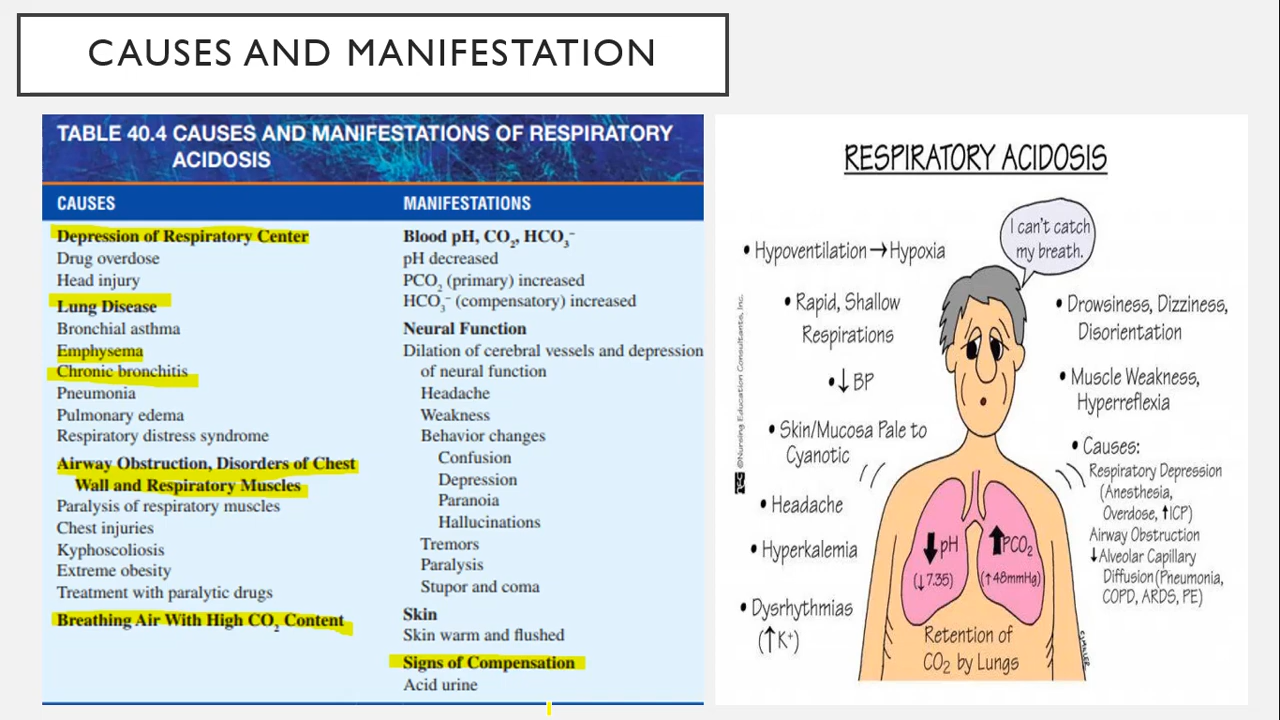 CAUSES AND MANIFESTATION
TABLE 40.4 CAUSES AND MANIFESTATIONS OF RESPIRATORY
ACIDOSIS
CAUSES
Depression of Respiratory Center
Drug overdose
Head injury
Lung Disease
Bronchial asthma
Emphysema
Chronic bronchitis
Pneumonia
Pulmonary edema
Respiratory distress syndrome
Airway Obstruction, Disorders of Chest
Wall and Respiratory Muscles
Paralysis of respiratory muscles
Chest injuries
Kyphoscoliosis
Extreme obesity
Treatment with paralytic drugs
Breathing Air With High CO₂ Content
MANIFESTATIONS
Blood pH, CO₂, HCO₃⁻
pH decreased
PCO₂ (primary) increased
HCO₃⁻ (compensatory) increased
Neural Function
Dilation of cerebral vessels and depression
of neural function
Headache
Weakness
Behavior changes
Confusion
Depression
Paranoia
Hallucinations
Tremors
Paralysis
Stupor and coma
Skin
Skin warm and flushed
Signs of Compensation
Acid urine
RESPIRATORY ACIDOSIS
I can't catch
my breath.
• Hypoventilation → Hypoxia
• Rapid, Shallow
Respirations
• ↓ BP
• Skin/Mucosa Pale to
Cyanotic
• Headache
• Hyperkalemia
• Dysrhythmias
(↑K⁺)
©Nursing Education Consultants, Inc.
• Drowsiness, Dizziness,
Disorientation
• Muscle Weakness,
Hyperreflexia
• Causes:
Respiratory Depression
(Anesthesia,
Overdose, ↑ICP)
Airway Obstruction
↓Alveolar Capillary
Diffusion (Pneumonia,
COPD, ARDS, PE)
↓pH
(↓7.35)
↑PCO₂
(↑48mmHg)
Retention of
CO₂ by Lungs